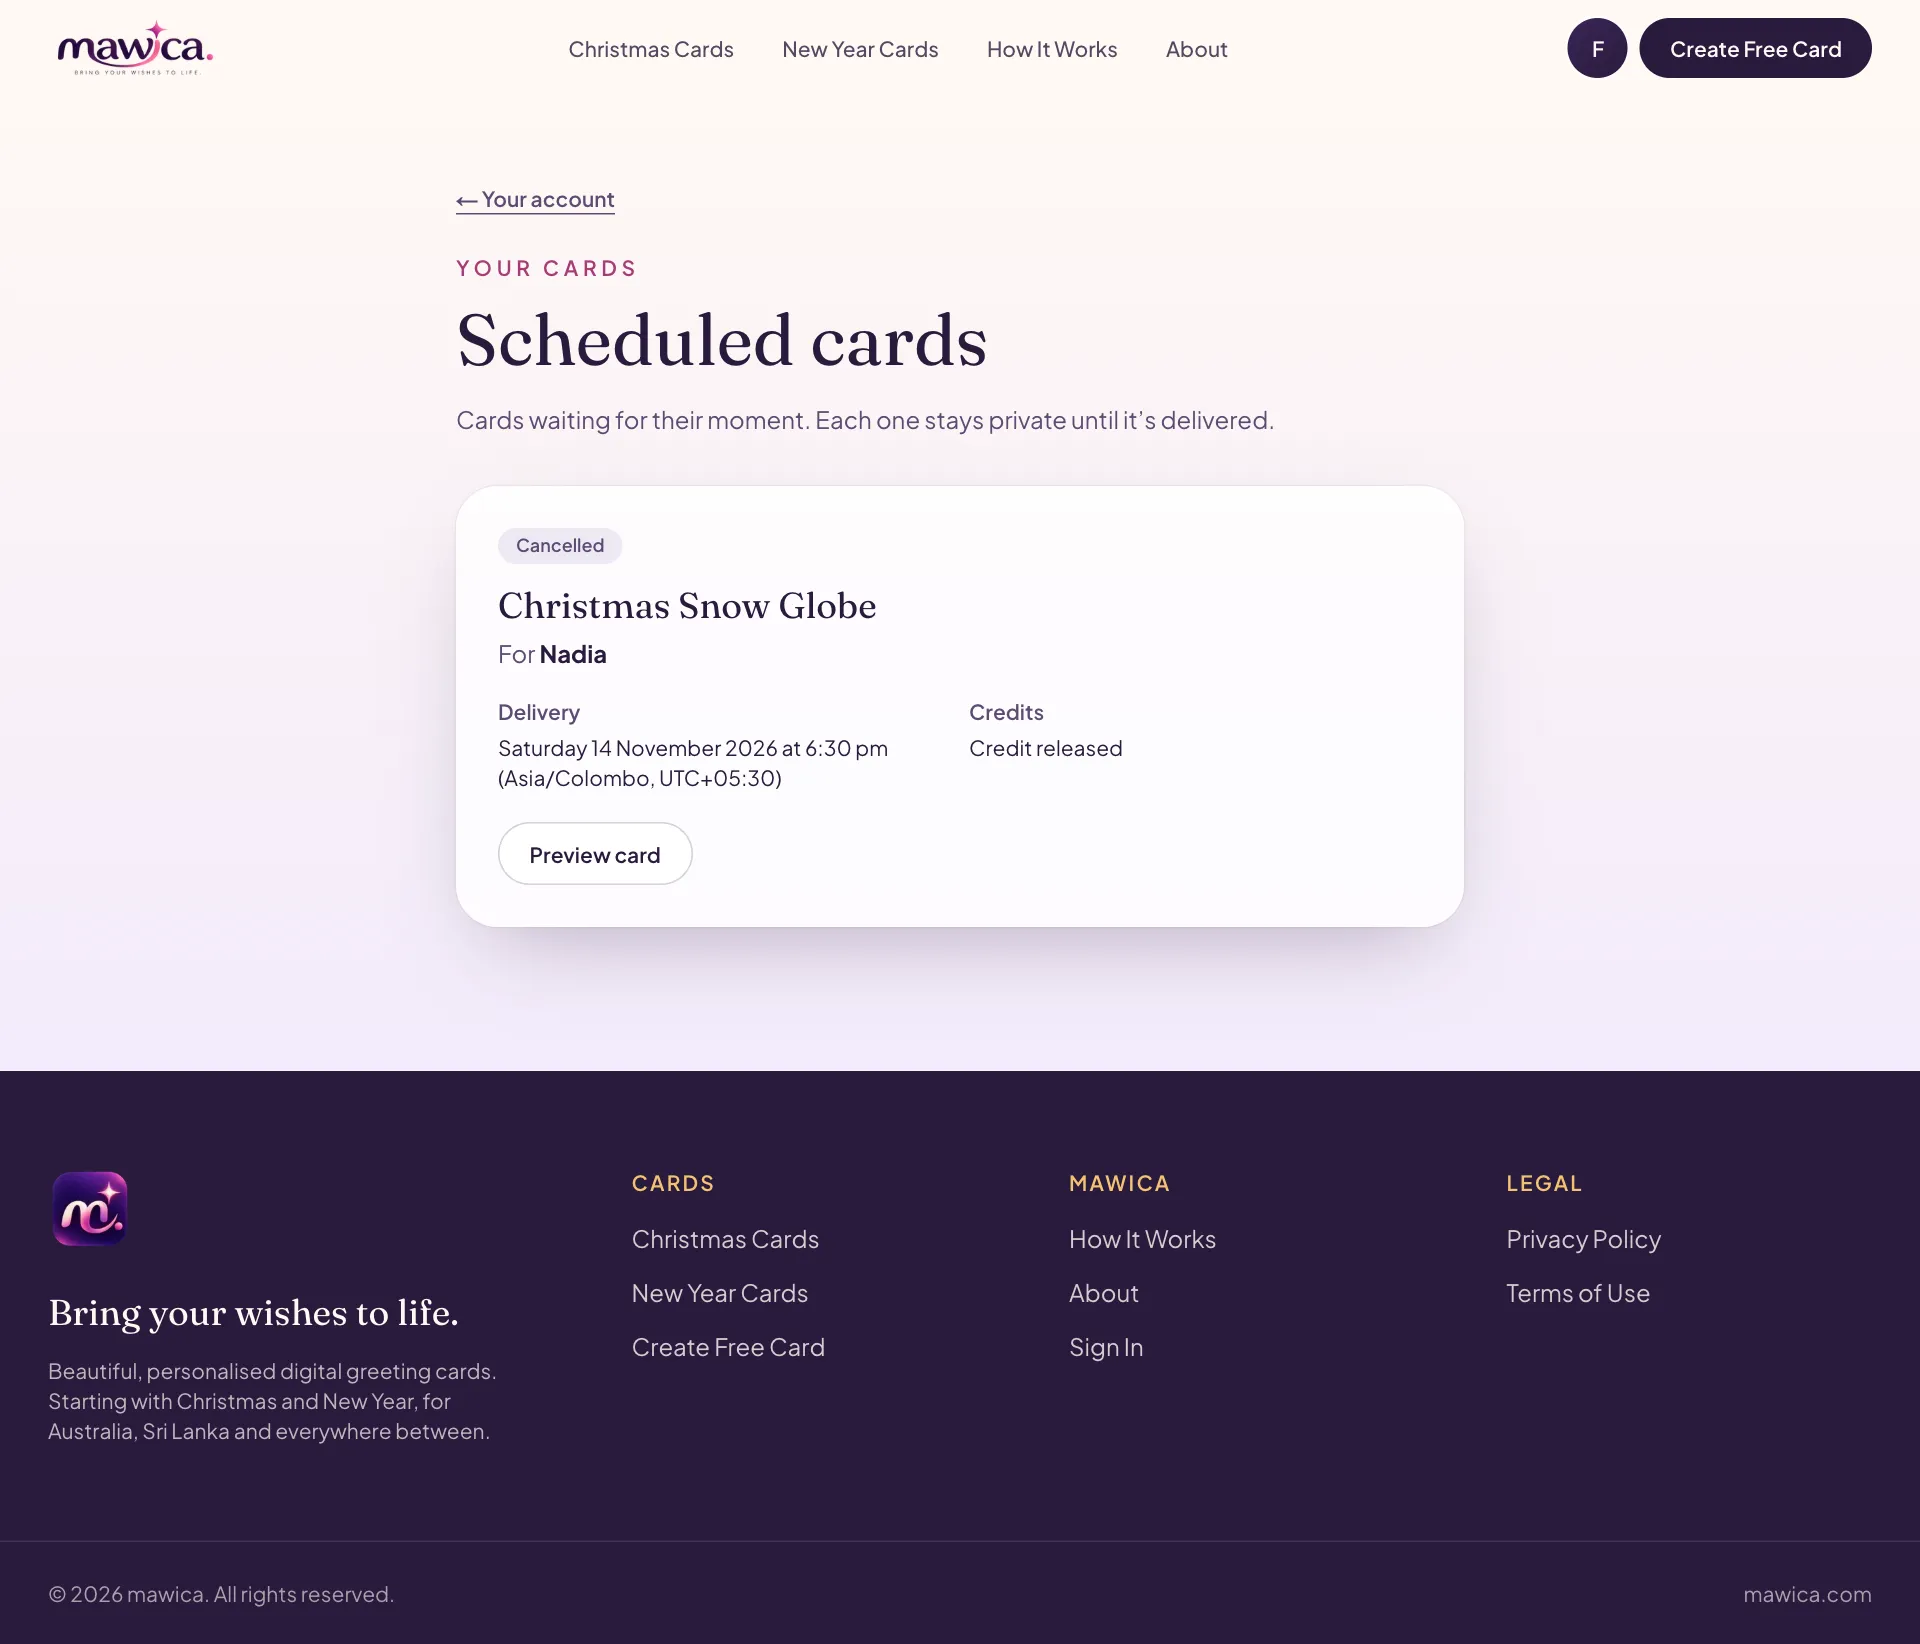 mawica.
BRING YOUR WISHES TO LIFE.
Christmas Cards
New Year Cards
How It Works
About
F
Create Free Card
← Your account
YOUR CARDS
Scheduled cards
Cards waiting for their moment. Each one stays private until it’s delivered.
Cancelled
Christmas Snow Globe
For Nadia
Delivery
Saturday 14 November 2026 at 6:30 pm
(Asia/Colombo, UTC+05:30)
Credits
Credit released
Preview card
m.
Bring your wishes to life.
Beautiful, personalised digital greeting cards.
Starting with Christmas and New Year, for
Australia, Sri Lanka and everywhere between.
CARDS
Christmas Cards
New Year Cards
Create Free Card
MAWICA
How It Works
About
Sign In
LEGAL
Privacy Policy
Terms of Use
© 2026 mawica. All rights reserved.
mawica.com